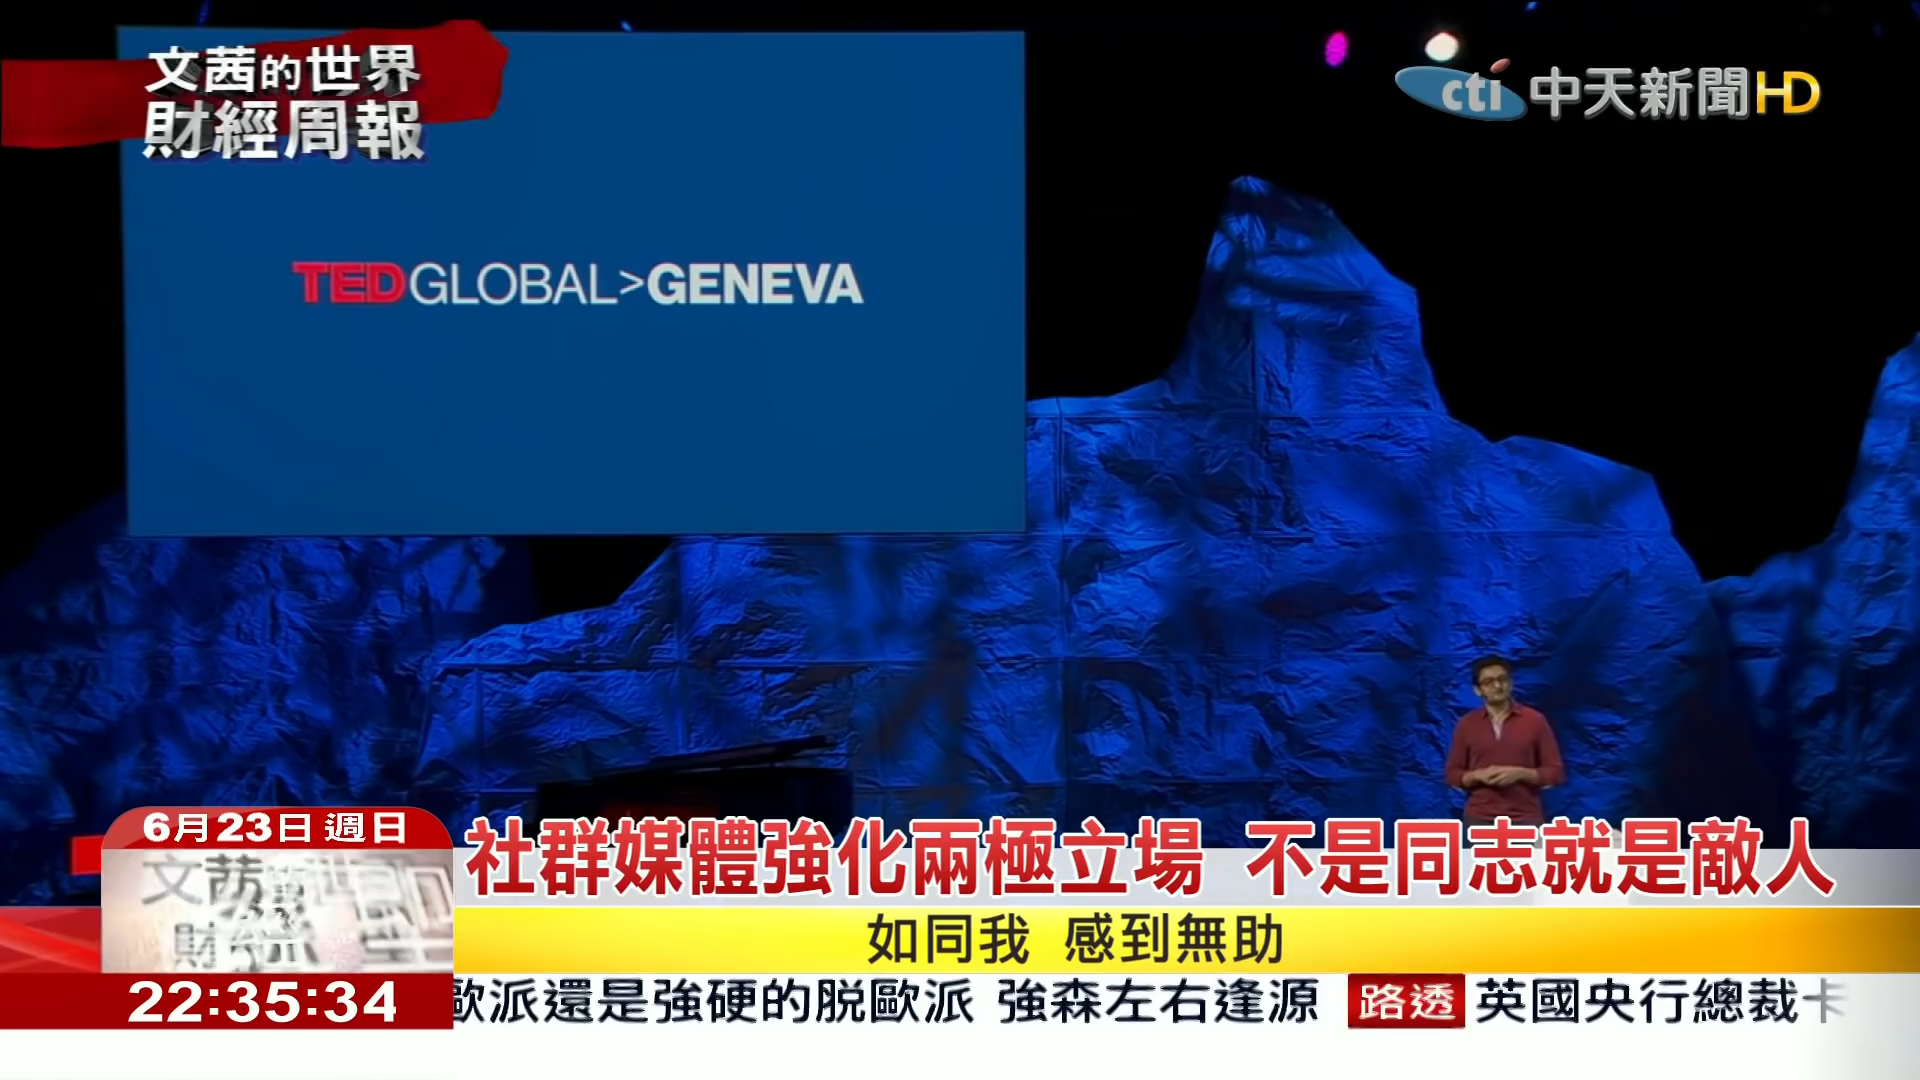 文茜的世界
財經周報
cti 中天新聞HD
TEDGLOBAL>GENEVA
6月23日 週日
社群媒體強化兩極立場 不是同志就是敵人
如同我 感到無助
22:35:34
歐派還是強硬的脱歐派 強森左右逢源 路透 英國央行總裁卡